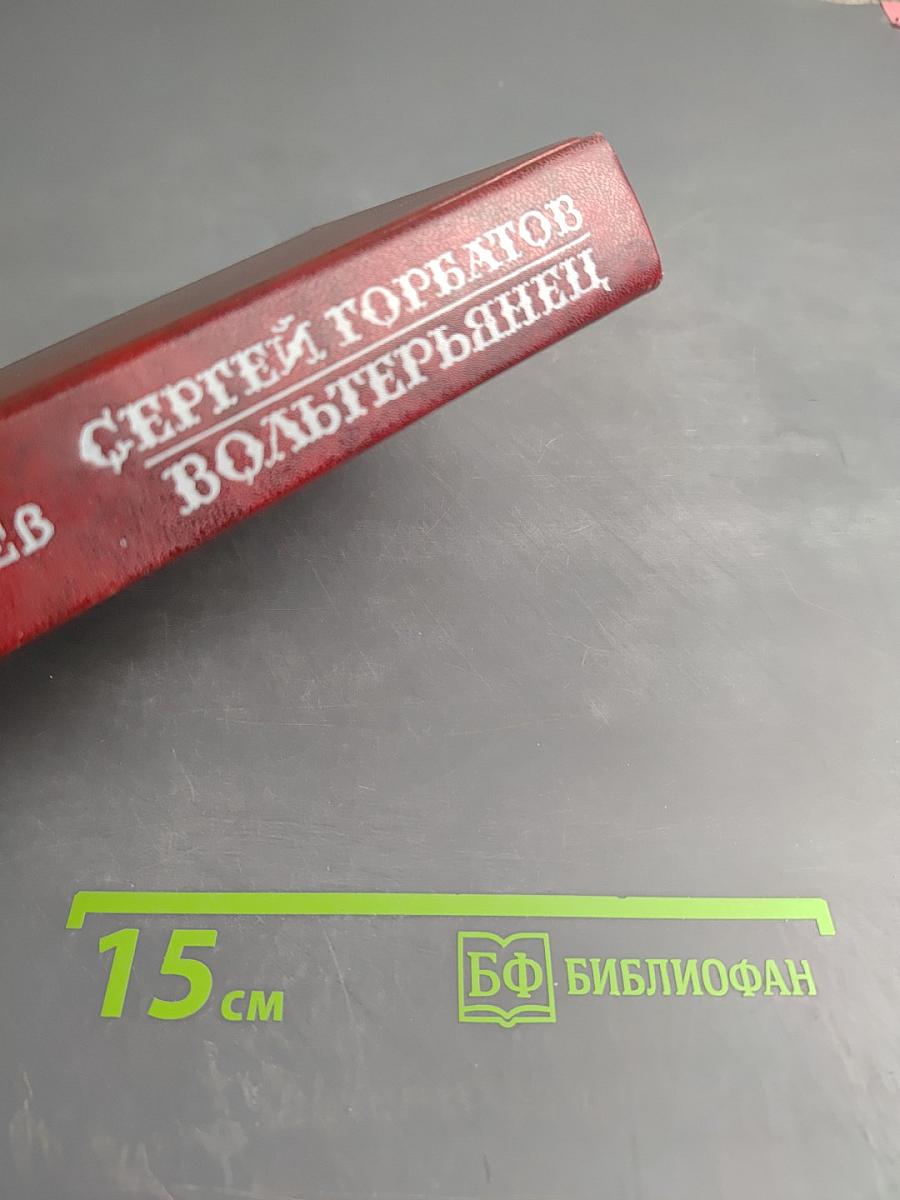 СЕРГЕЙ ГОРБАТОВ
ВОЛЬТЕРЬЯНЕЦ
ЕВ
15 см
БФ БИБЛИОФАН